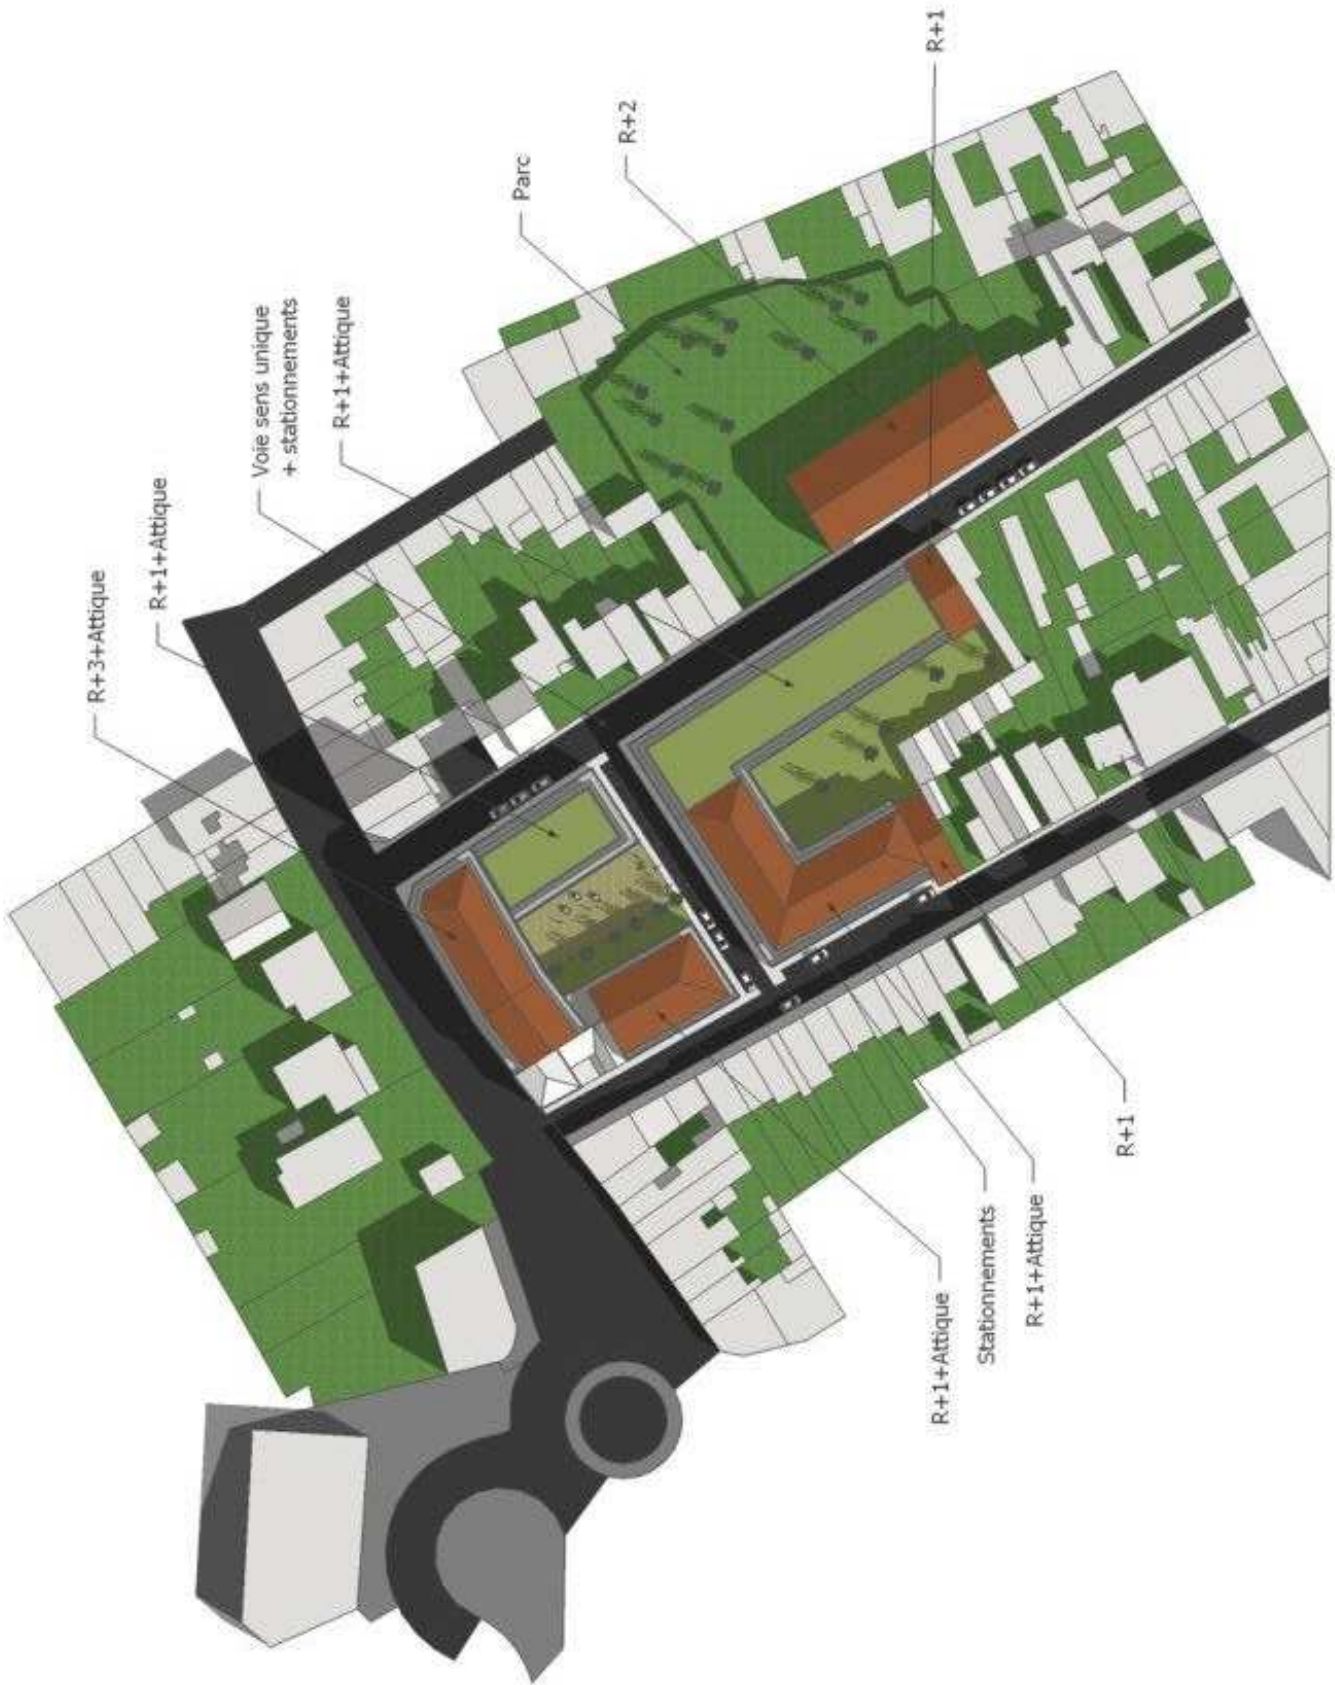 R+3+Attique
R+1+Attique
Voie sens unique
+ stationnements
R+1+Attique
Parc
R+2
R+1
R+1+Attique
Stationnements
R+1+Attique
R+1